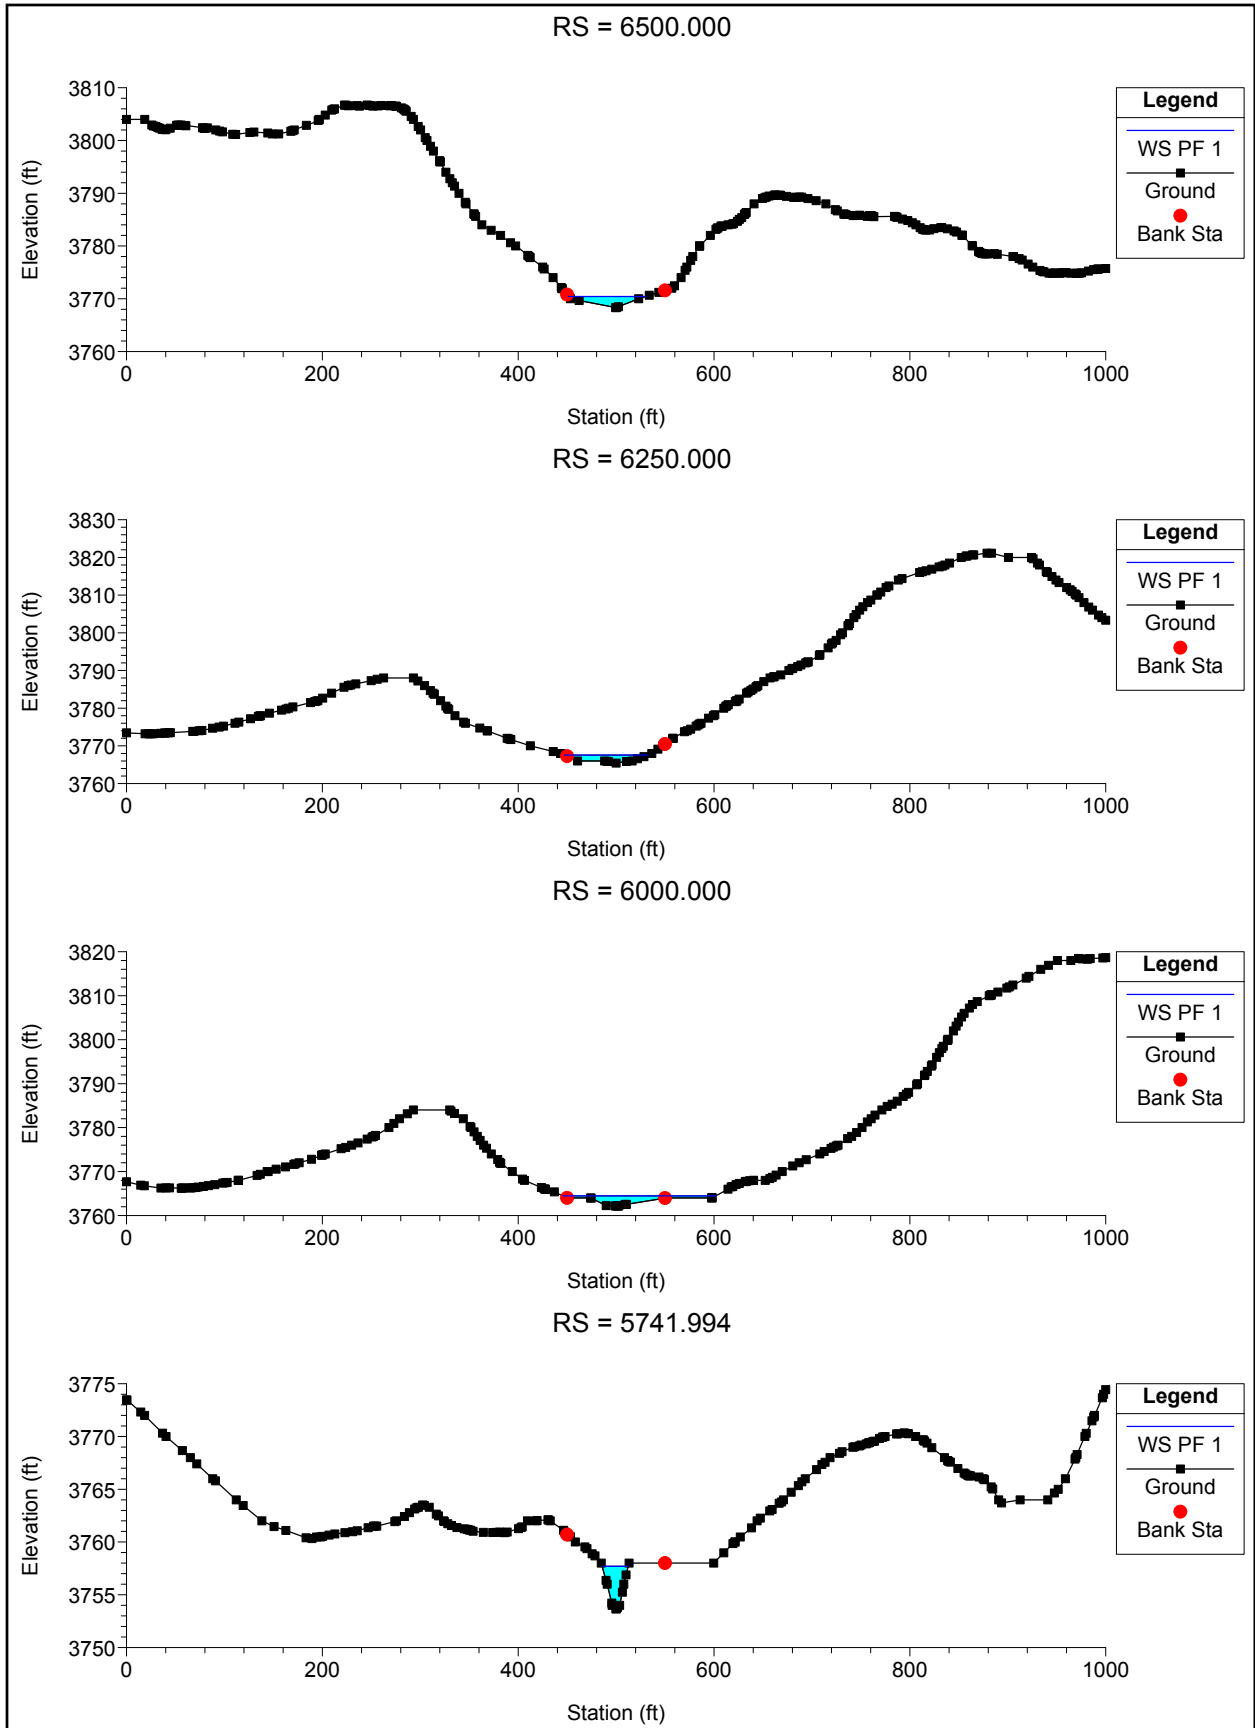 RS = 6500.000
Elevation (ft)
3810
3800
3790
3780
3770
3760
0 200 400 600 800 1000
Station (ft)
Legend
WS PF 1
Ground
Bank Sta
RS = 6250.000
Elevation (ft)
3830
3820
3810
3800
3790
3780
3770
3760
0 200 400 600 800 1000
Station (ft)
Legend
WS PF 1
Ground
Bank Sta
RS = 6000.000
Elevation (ft)
3820
3810
3800
3790
3780
3770
3760
0 200 400 600 800 1000
Station (ft)
Legend
WS PF 1
Ground
Bank Sta
RS = 5741.994
Elevation (ft)
3775
3770
3765
3760
3755
3750
0 200 400 600 800 1000
Station (ft)
Legend
WS PF 1
Ground
Bank Sta